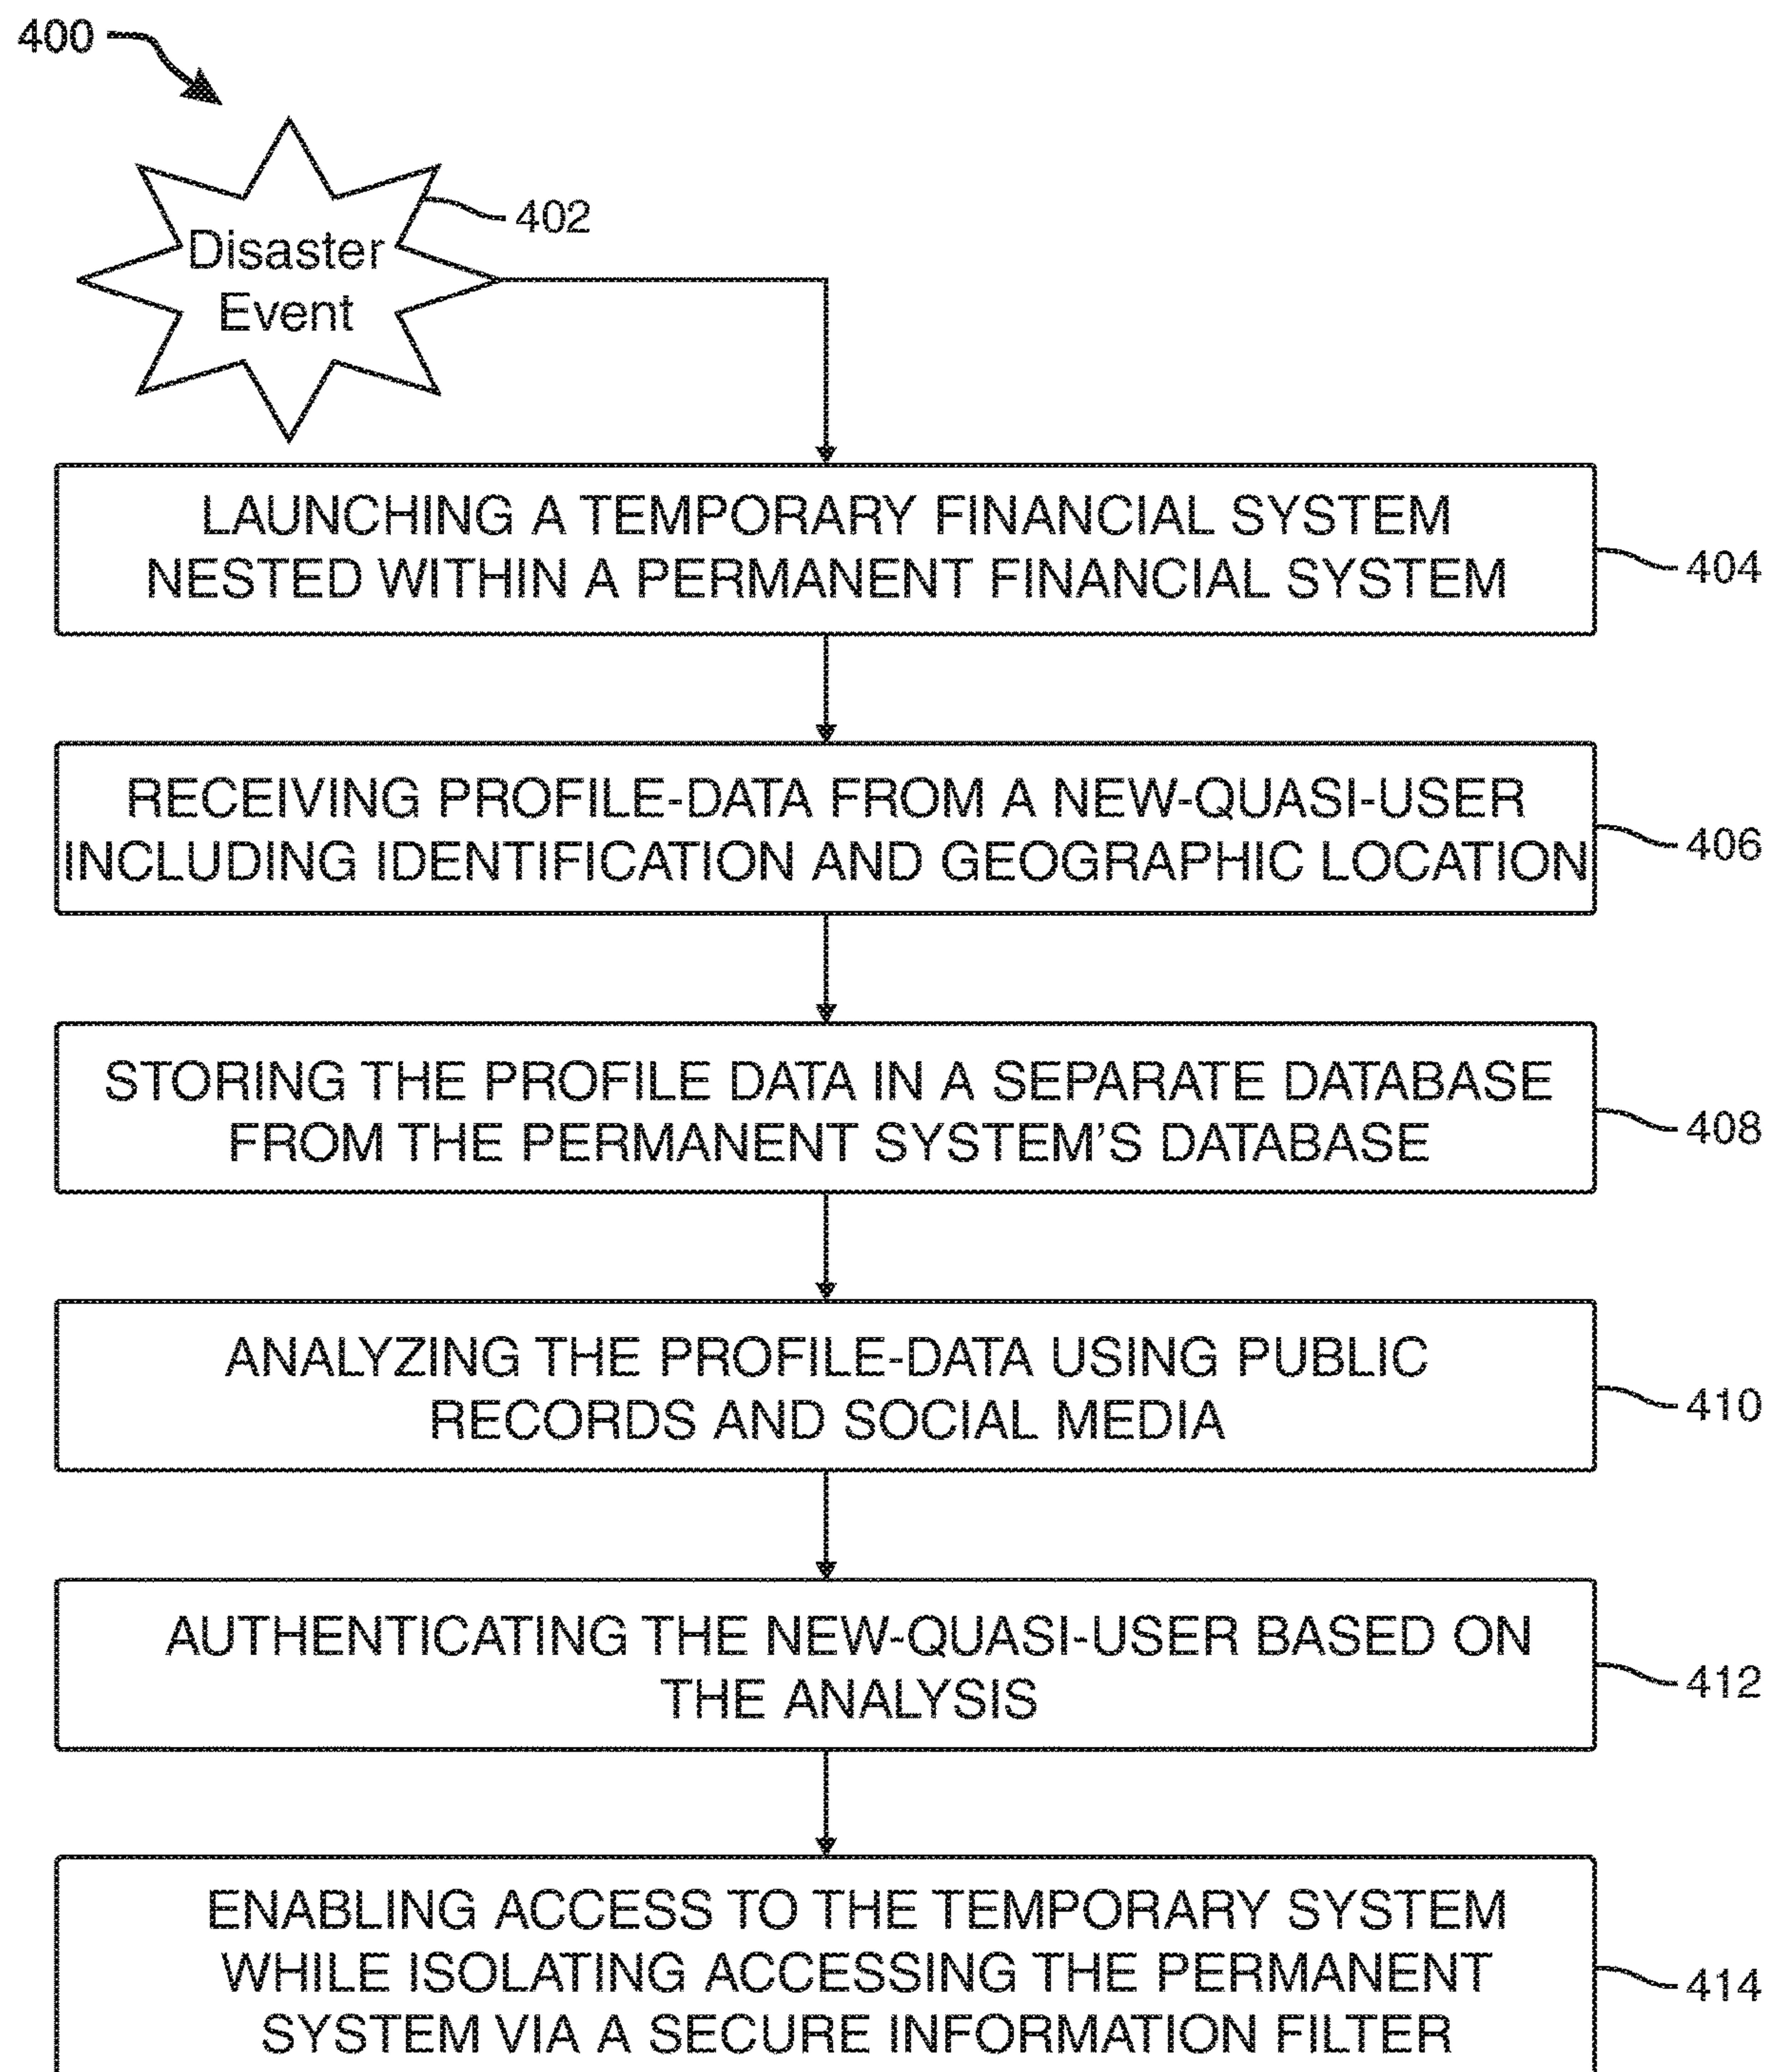 400
402
Disaster
Event
LAUNCHING A TEMPORARY FINANCIAL SYSTEM
NESTED WITHIN A PERMANENT FINANCIAL SYSTEM
404
RECEIVING PROFILE-DATA FROM A NEW-QUASI-USER
INCLUDING IDENTIFICATION AND GEOGRAPHIC LOCATION
406
STORING THE PROFILE DATA IN A SEPARATE DATABASE
FROM THE PERMANENT SYSTEM'S DATABASE
408
ANALYZING THE PROFILE-DATA USING PUBLIC
RECORDS AND SOCIAL MEDIA
410
AUTHENTICATING THE NEW-QUASI-USER BASED ON
THE ANALYSIS
412
ENABLING ACCESS TO THE TEMPORARY SYSTEM
WHILE ISOLATING ACCESSING THE PERMANENT
SYSTEM VIA A SECURE INFORMATION FILTER
414